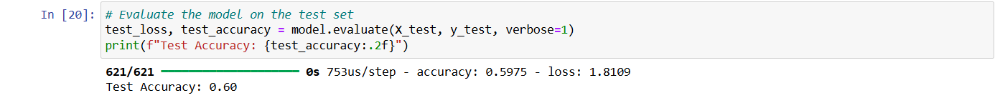 In [20]: # Evaluate the model on the test set
test_loss, test_accuracy = model.evaluate(X_test, y_test, verbose=1)
print(f"Test Accuracy: {test_accuracy:.2f}")
621/621 ━━━━━━━━━━━━━━━━━━━━ 0s 753us/step - accuracy: 0.5975 - loss: 1.8109
Test Accuracy: 0.60